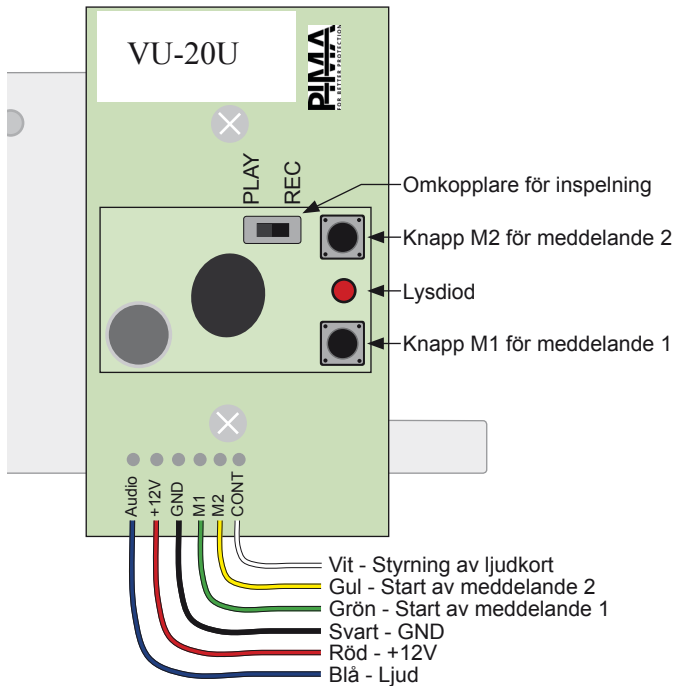 VU-20U
PIMA
FOR BETTER PROTECTION
PLAY
REC
Omkopplare för inspelning
Knapp M2 för meddelande 2
Lysdiod
Knapp M1 för meddelande 1
Audio
+12V
GND
M1
M2
CONT
Vit - Styrning av ljudkort
Gul - Start av meddelande 2
Grön - Start av meddelande 1
Svart - GND
Röd - +12V
Blå - Ljud